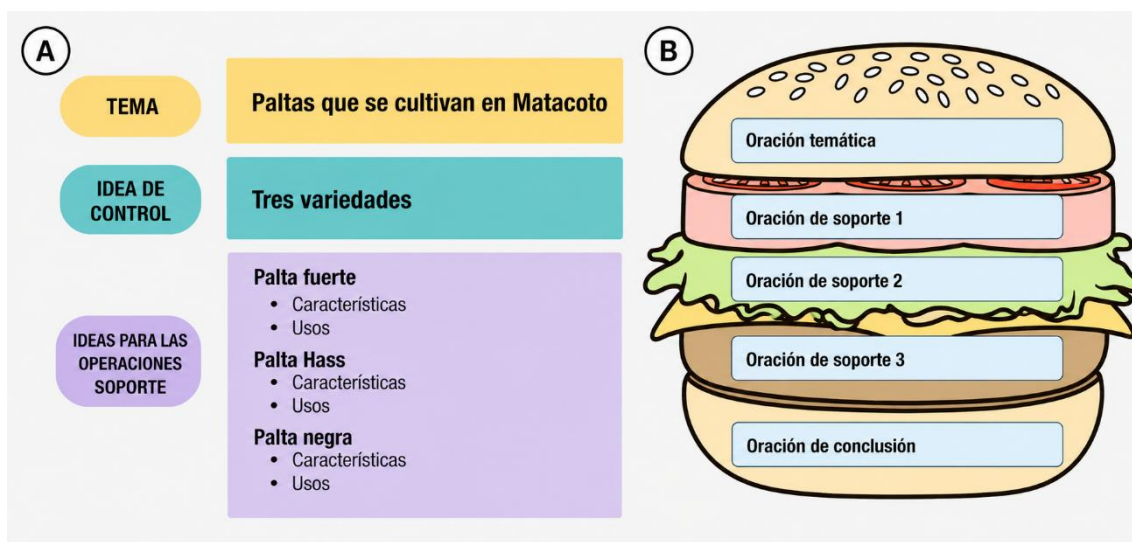 A
TEMA
Paltas que se cultivan en Matacoto
IDEA DE
CONTROL
Tres variedades
IDEAS PARA LAS
OPERACIONES
SOPORTE
Palta fuerte
• Características
• Usos
Palta Hass
• Características
• Usos
Palta negra
• Características
• Usos
B
Oración temática
Oración de soporte 1
Oración de soporte 2
Oración de soporte 3
Oración de conclusión